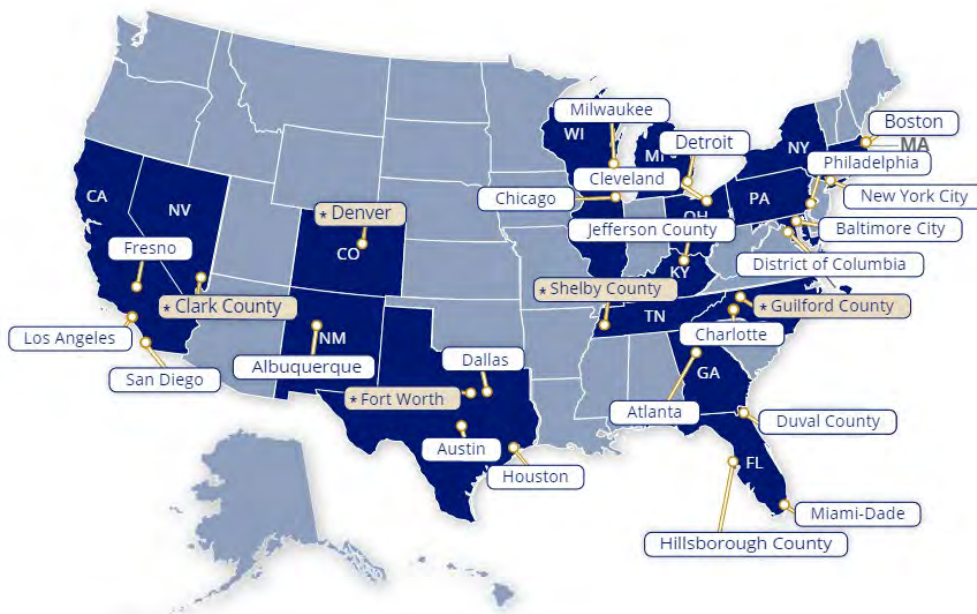 Milwaukee
WI
Boston
MI
Detroit
NY
MA
Cleveland
Philadelphia
CA
NV
Chicago
PA
New York City
* Denver
OH
Baltimore City
Jefferson County
Fresno
CO
District of Columbia
KY
* Shelby County
* Clark County
* Guilford County
TN
Los Angeles
NM
Charlotte
Dallas
Albuquerque
San Diego
GA
* Fort Worth
Atlanta
Duval County
Austin
FL
Houston
Miami-Dade
Hillsborough County